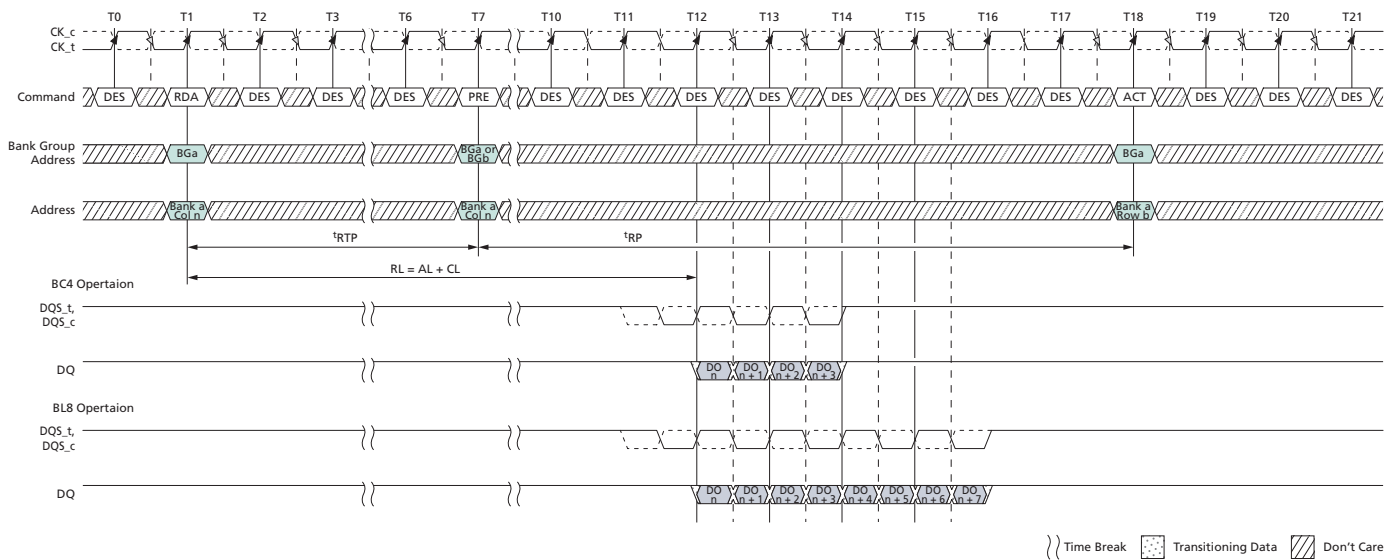 T0 T1 T2 T3 T6 T7 T10 T11 T12 T13 T14 T15 T16 T17 T18 T19 T20 T21
CK_c
CK_t
Command DES RDA DES DES DES PRE DES DES DES DES DES DES DES DES ACT DES DES DES
Bank Group
Address
BGa
BGa or
BGb
BGa
Address
Bank a
Col n
Bank a
Col n
Bank a
Row b
tRTP tRP
RL = AL + CL
BC4 Opertaion
DQS_t,
DQS_c
DQ
DO
n
DO
n + 1
DO
n + 2
DO
n + 3
BL8 Opertaion
DQS_t,
DQS_c
DQ
DO
n
DO
n + 1
DO
n + 2
DO
n + 3
DO
n + 4
DO
n + 5
DO
n + 6
DO
n + 7
Time Break Transitioning Data Don't Care